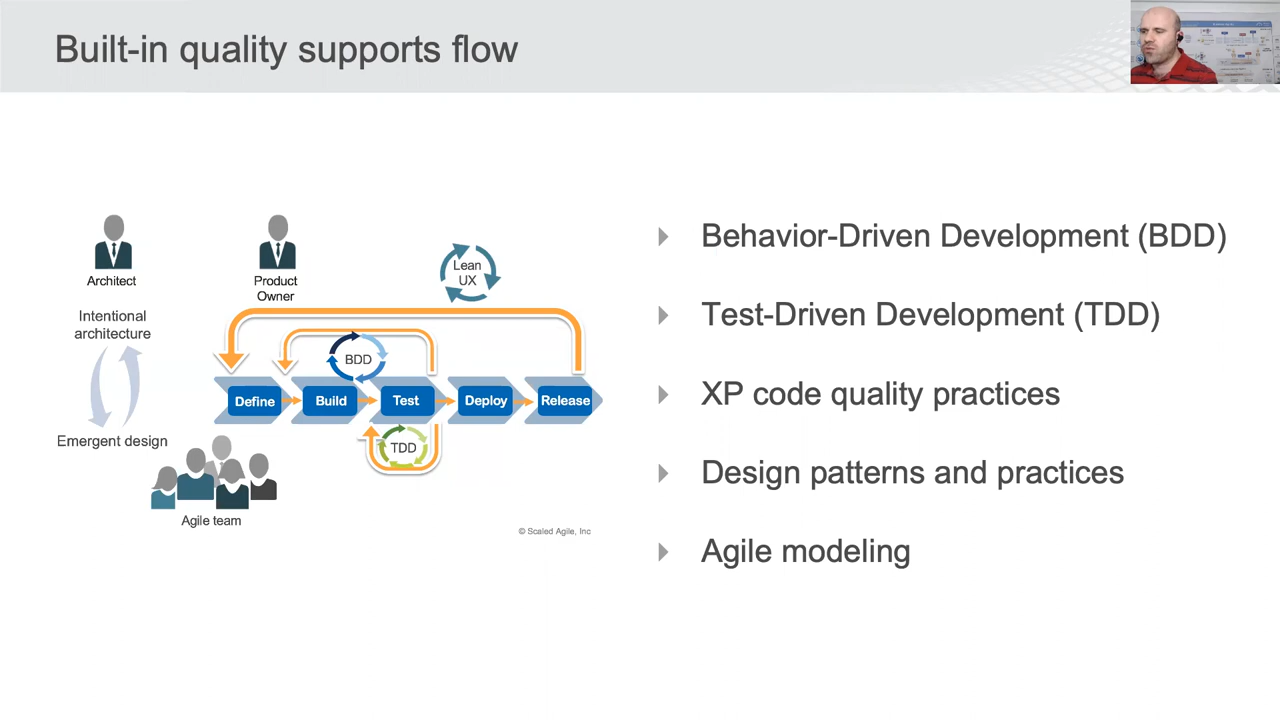 Built-in quality supports flow
Architect
Product
Owner
Lean
UX
Intentional
architecture
BDD
Define
Build
Test
Deploy
Release
TDD
Emergent design
Agile team
© Scaled Agile, Inc
Behavior-Driven Development (BDD)
Test-Driven Development (TDD)
XP code quality practices
Design patterns and practices
Agile modeling